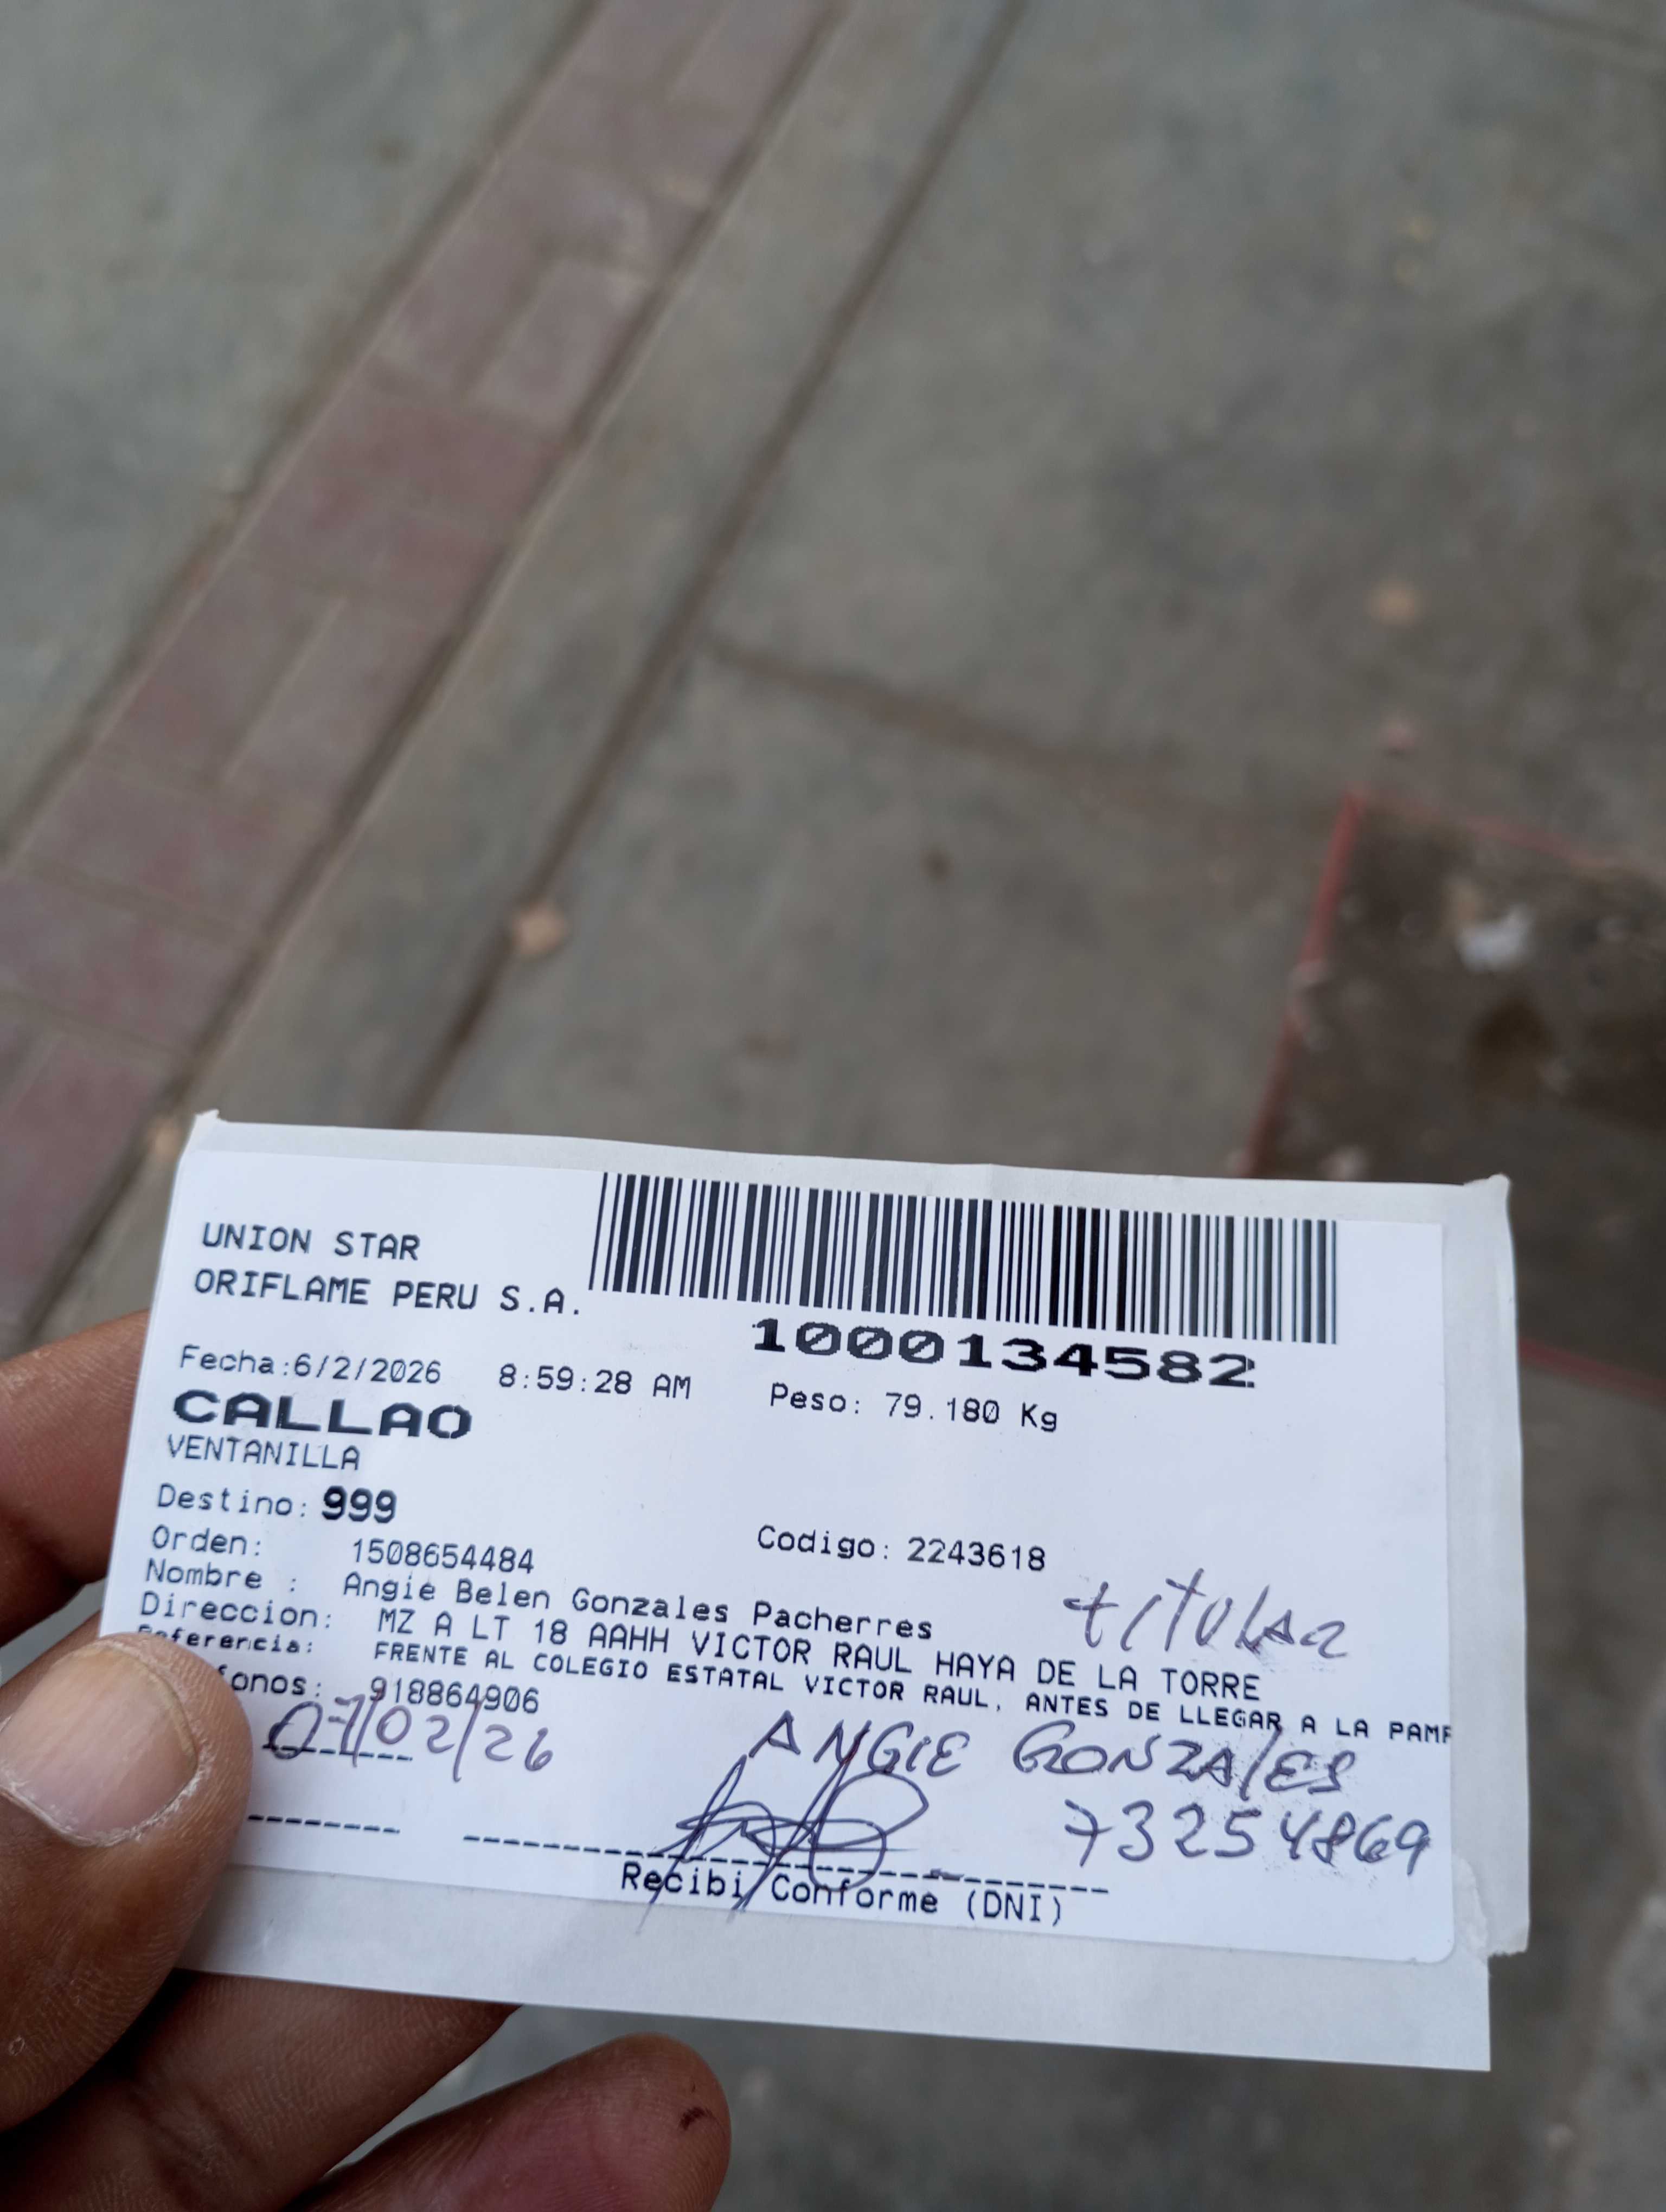 UNION STAR
ORIFLAME PERU S.A.
1000134582
Fecha:6/2/2026 8:59:28 AM
Peso: 79.180 Kg
CALLAO
VENTANILLA
Destino: 999
Orden: 1508654484
Codigo: 2243618
Nombre : Angie Belen Gonzales Pacherres
titular
Direccion: MZ A LT 18 AAHH VICTOR RAUL HAYA DE LA TORRE
Referencia: FRENTE AL COLEGIO ESTATAL VICTOR RAUL, ANTES DE LLEGAR A LA PAMP
fonos: 918864906
07/02/26
ANGIE GONZALES
73254869
Recibi Conforme (DNI)